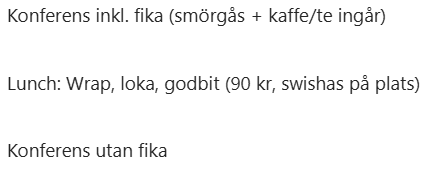 Konferens inkl. fika (smörgås + kaffe/te ingår)
Lunch: Wrap, loka, godbit (90 kr, swishas på plats)
Konferens utan fika